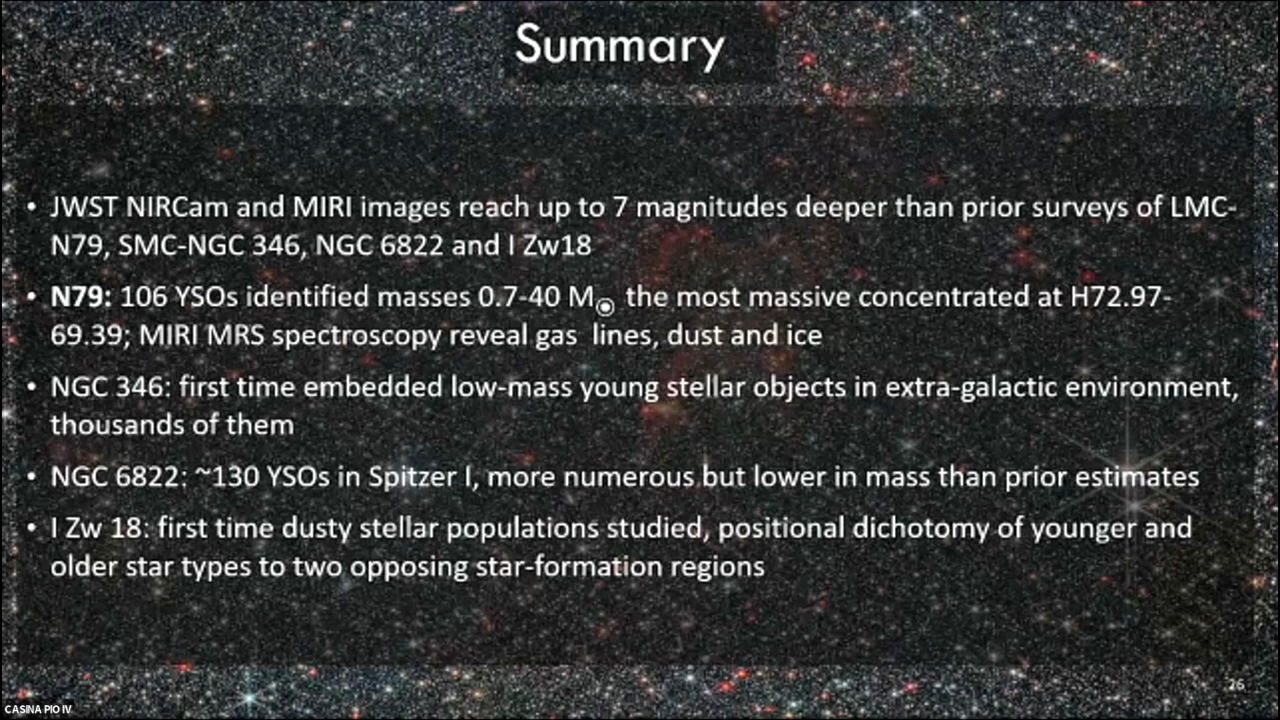 Summary
• JWST NIRCam and MIRI images reach up to 7 magnitudes deeper than prior surveys of LMC-
N79, SMC-NGC 346, NGC 6822 and I Zw18
• N79: 106 YSOs identified masses 0.7-40 M☉ the most massive concentrated at H72.97-
69.39; MIRI MRS spectroscopy reveal gas  lines, dust and ice
• NGC 346: first time embedded low-mass young stellar objects in extra-galactic environment,
thousands of them
• NGC 6822: ~130 YSOs in Spitzer I, more numerous but lower in mass than prior estimates
• I Zw 18: first time dusty stellar populations studied, positional dichotomy of younger and
older star types to two opposing star-formation regions
26
CASINA PIO IV